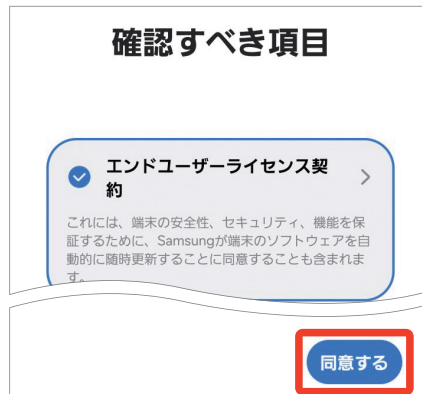 確認すべき項目
エンドユーザーライセンス契
約
これには、端末の安全性、セキュリティ、機能を保
証するために、Samsungが端末のソフトウェアを自
動的に随時更新することに同意することも含まれま
す。
同意する